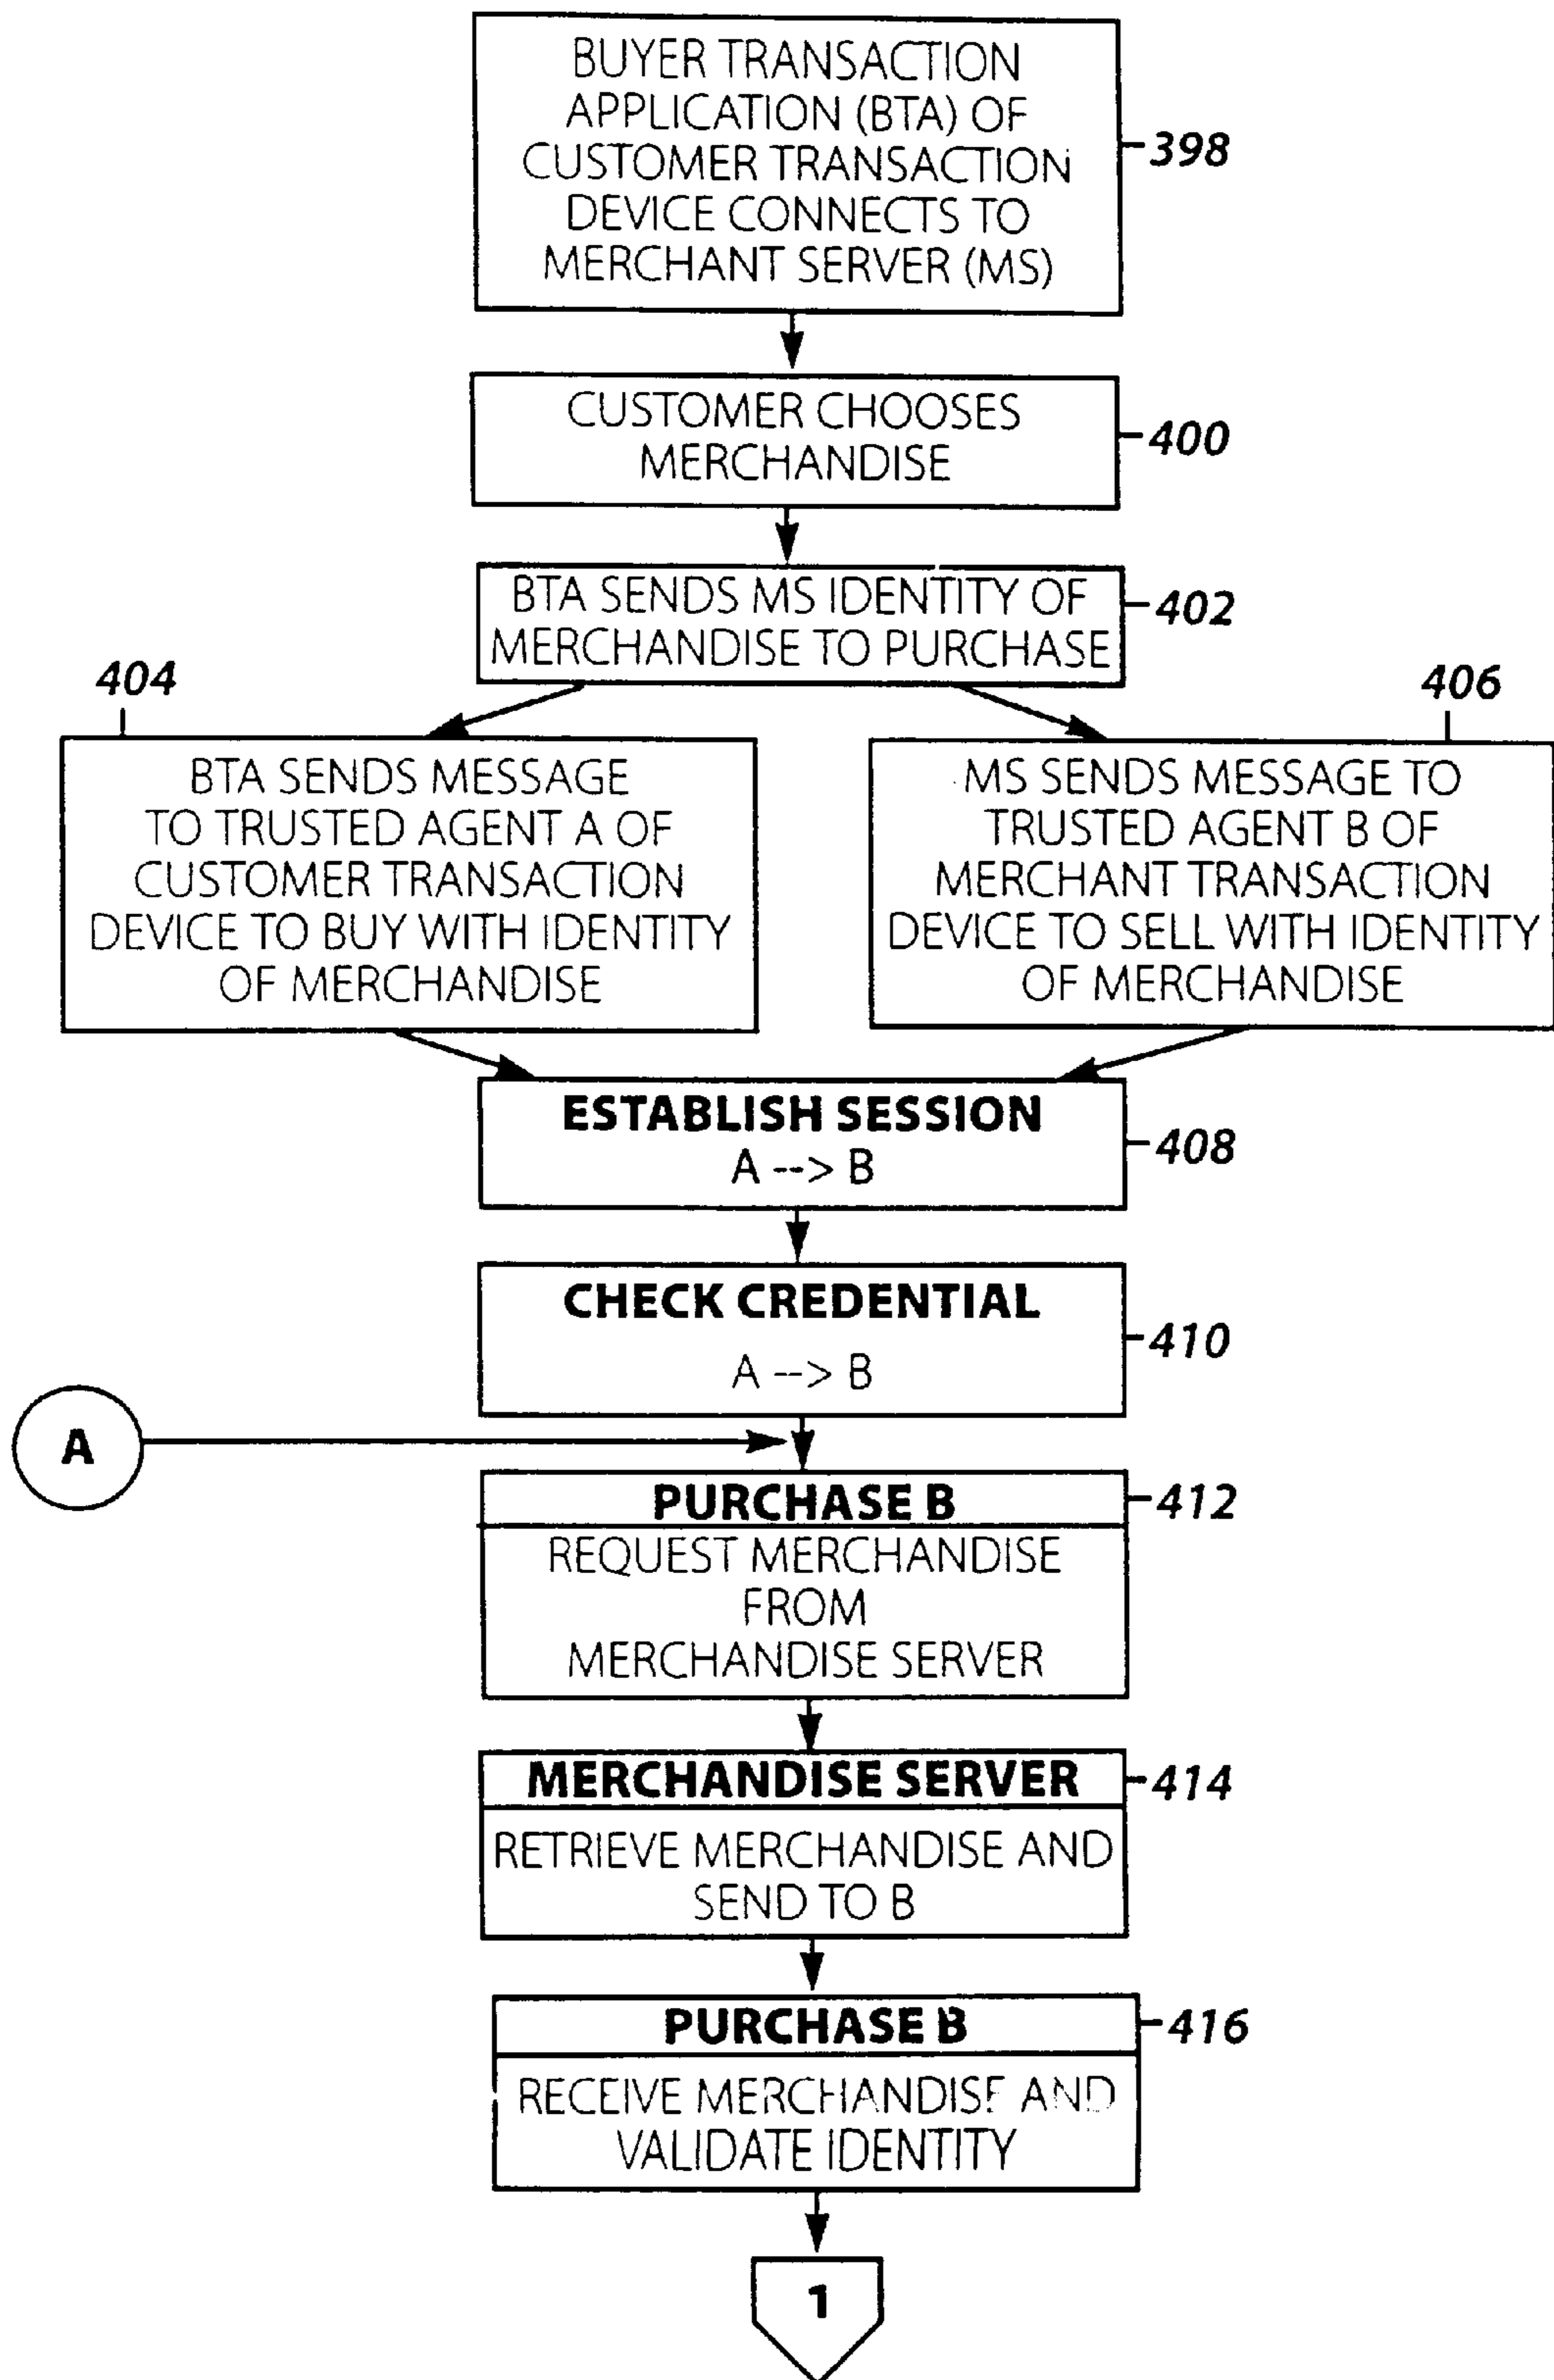 BUYER TRANSACTION
APPLICATION (BTA) OF
CUSTOMER TRANSACTION
DEVICE CONNECTS TO
MERCHANT SERVER (MS)
398
CUSTOMER CHOOSES
MERCHANDISE
400
BTA SENDS MS IDENTITY OF
MERCHANDISE TO PURCHASE
402
404
BTA SENDS MESSAGE
TO TRUSTED AGENT A OF
CUSTOMER TRANSACTION
DEVICE TO BUY WITH IDENTITY
OF MERCHANDISE
406
MS SENDS MESSAGE TO
TRUSTED AGENT B OF
MERCHANT TRANSACTION
DEVICE TO SELL WITH IDENTITY
OF MERCHANDISE
ESTABLISH SESSION
A --> B
408
CHECK CREDENTIAL
A --> B
410
A
PURCHASE B
412
REQUEST MERCHANDISE
FROM
MERCHANDISE SERVER
MERCHANDISE SERVER
414
RETRIEVE MERCHANDISE AND
SEND TO B
PURCHASE B
416
RECEIVE MERCHANDISE AND
VALIDATE IDENTITY
1